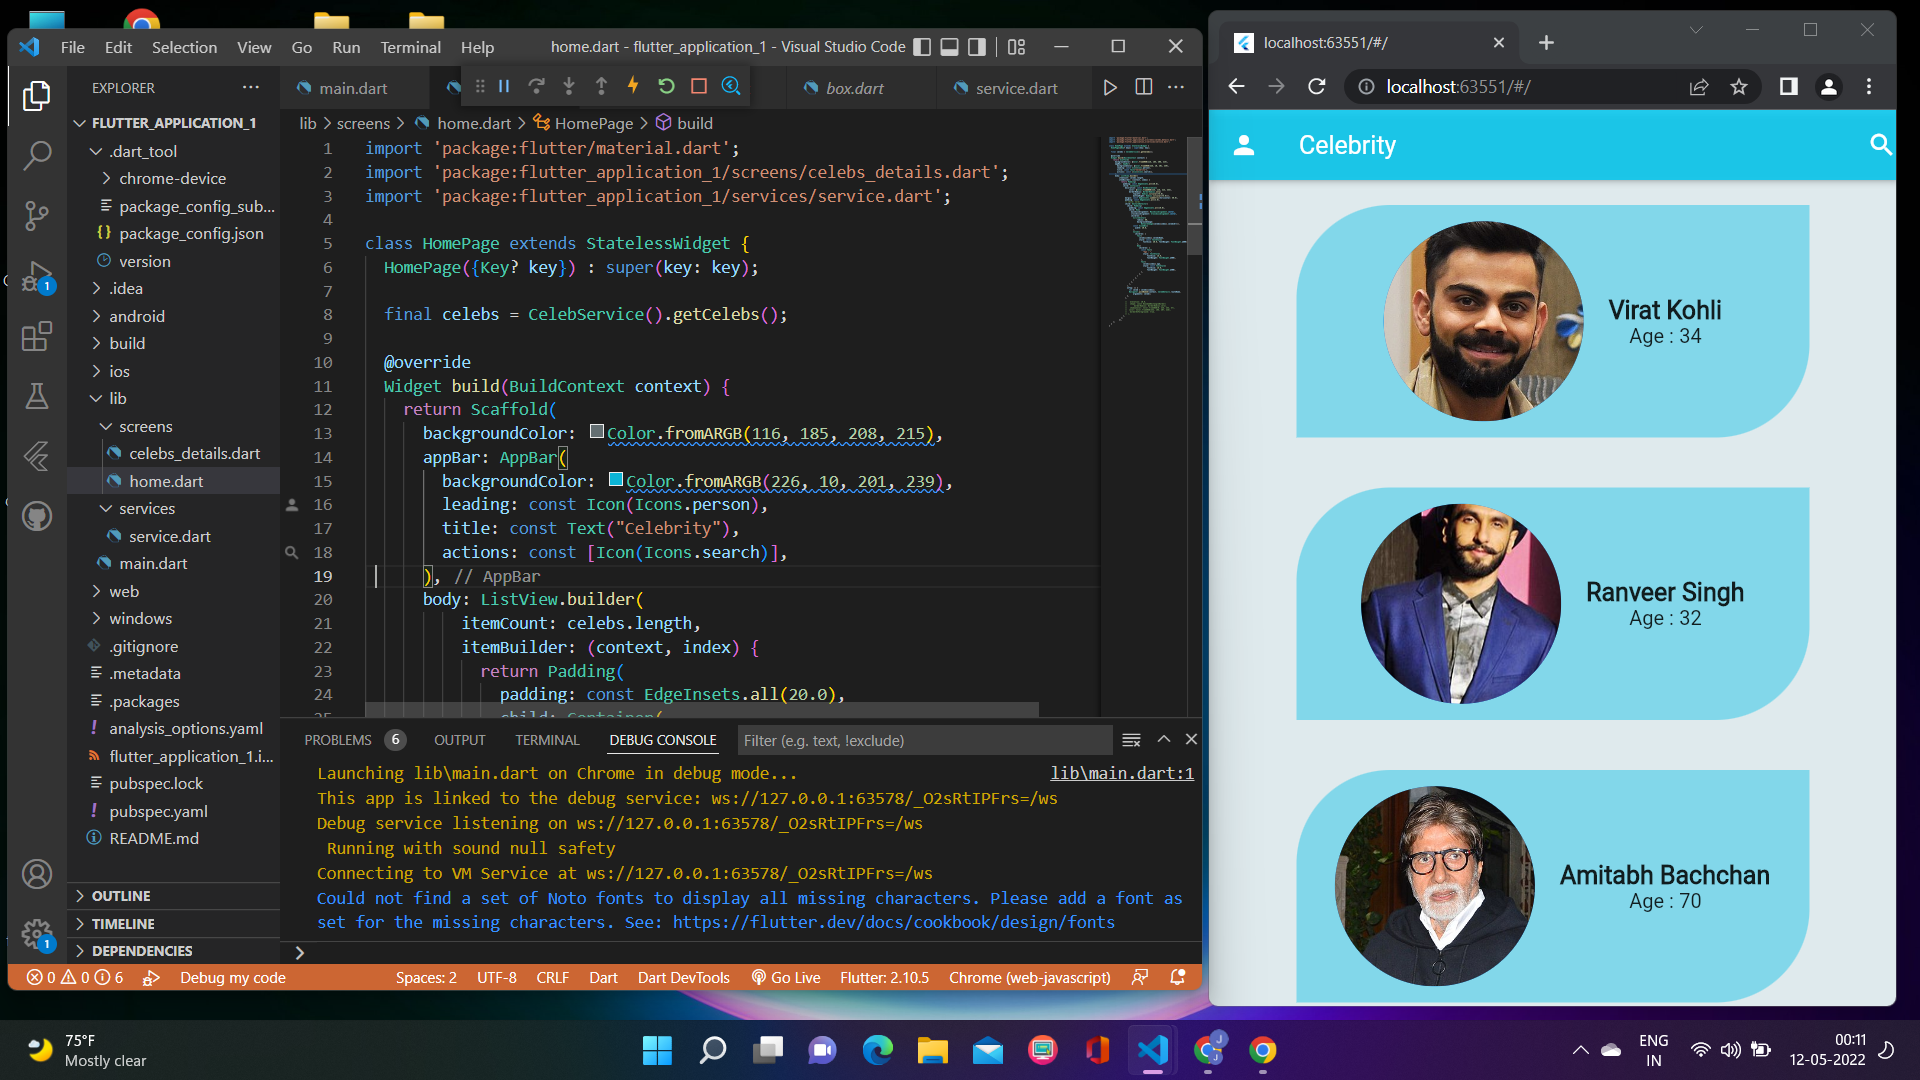 File Edit Selection View Go Run Terminal Help
home.dart - flutter_application_1 - Visual Studio Code
EXPLORER
FLUTTER_APPLICATION_1
.dart_tool
chrome-device
package_config_sub...
package_config.json
version
.idea
android
build
ios
lib
screens
celebs_details.dart
home.dart
services
service.dart
main.dart
web
windows
.gitignore
.metadata
.packages
analysis_options.yaml
flutter_application_1.i...
pubspec.lock
pubspec.yaml
README.md
OUTLINE
TIMELINE
DEPENDENCIES
1
1
main.dart
box.dart
service.dart
lib > screens > home.dart > HomePage > build
1 import 'package:flutter/material.dart';
2 import 'package:flutter_application_1/screens/celebs_details.dart';
3 import 'package:flutter_application_1/services/service.dart';
4
5 class HomePage extends StatelessWidget {
6 HomePage({Key? key}) : super(key: key);
7
8 final celebs = CelebService().getCelebs();
9
10 @override
11 Widget build(BuildContext context) {
12 return Scaffold(
13 backgroundColor: Color.fromARGB(116, 185, 208, 215),
14 appBar: AppBar(
15 backgroundColor: Color.fromARGB(226, 10, 201, 239),
16 leading: const Icon(Icons.person),
17 title: const Text("Celebrity"),
18 actions: const [Icon(Icons.search)],
19 ), // AppBar
20 body: ListView.builder(
21 itemCount: celebs.length,
22 itemBuilder: (context, index) {
23 return Padding(
24 padding: const EdgeInsets.all(20.0),
25 child: Container(
PROBLEMS 6 OUTPUT TERMINAL DEBUG CONSOLE Filter (e.g. text, !exclude)
Launching lib\main.dart on Chrome in debug mode... lib\main.dart:1
This app is linked to the debug service: ws://127.0.0.1:63578/_O2sRtIPFrs=/ws
Debug service listening on ws://127.0.0.1:63578/_O2sRtIPFrs=/ws
Running with sound null safety
Connecting to VM Service at ws://127.0.0.1:63578/_O2sRtIPFrs=/ws
Could not find a set of Noto fonts to display all missing characters. Please add a font as
set for the missing characters. See: https://flutter.dev/docs/cookbook/design/fonts
0 0 6 Debug my code Spaces: 2 UTF-8 CRLF Dart Dart DevTools Go Live Flutter: 2.10.5 Chrome (web-javascript)
localhost:63551/#/
localhost:63551/#/
Celebrity
Virat Kohli
Age : 34
Ranveer Singh
Age : 32
Amitabh Bachchan
Age : 70
75°F
Mostly clear
J
J
ENG
IN
00:11
12-05-2022